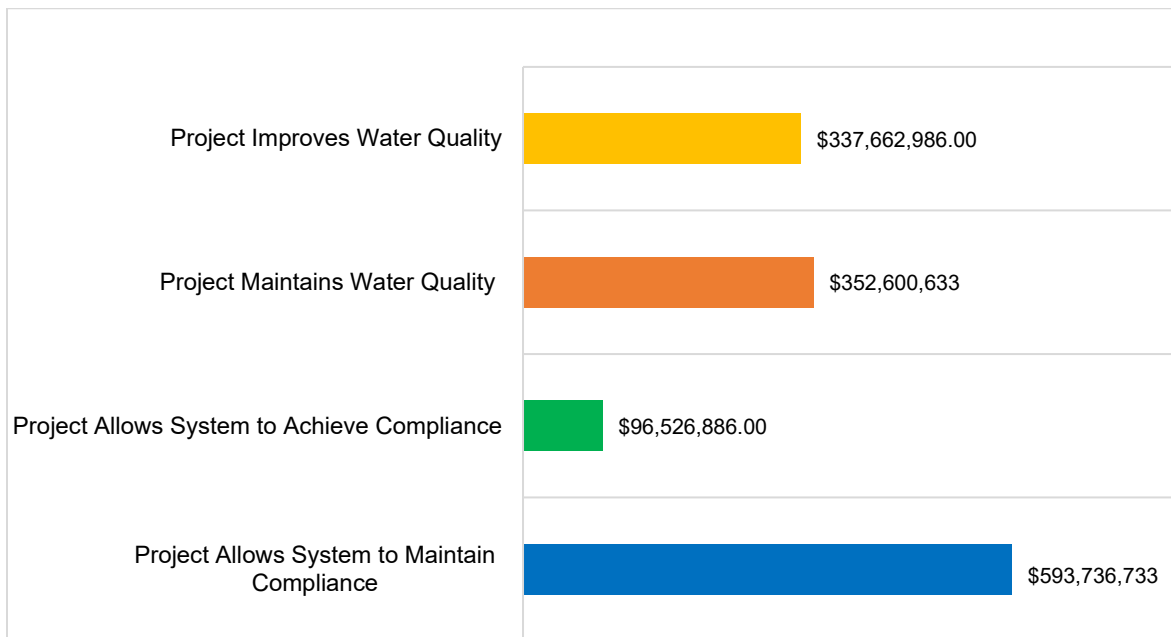 Project Improves Water Quality
$337,662,986.00
Project Maintains Water Quality
$352,600,633
Project Allows System to Achieve Compliance
$96,526,886.00
Project Allows System to Maintain
Compliance
$593,736,733